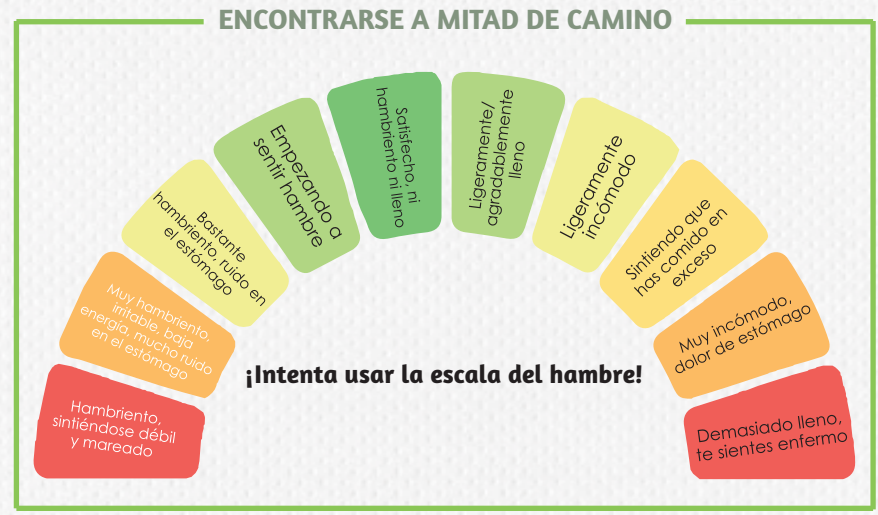 ENCONTRARSE A MITAD DE CAMINO
Hambriento,
sintiéndose débil
y mareado
Muy hambriento,
irritable, baja
energía, mucho ruido
en el estómago
Bastante
hambriento, ruido en
el estómago
Empezando a
sentir hambre
Satisfecho, ni
hambriento ni lleno
Ligeramente/
agradablemente
lleno
Ligeramente
incómodo
Sintiendo que
has comido en
exceso
Muy incómodo,
dolor de estómago
Demasiado lleno,
te sientes enfermo
¡Intenta usar la escala del hambre!